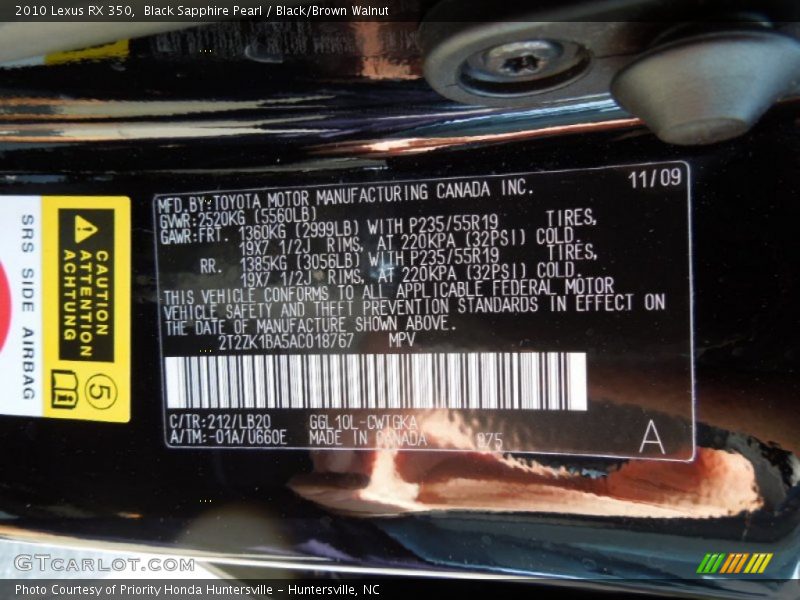 2010 Lexus RX 350, Black Sapphire Pearl / Black/Brown Walnut
MFD.BY:TOYOTA MOTOR MANUFACTURING CANADA INC. 11/09
GVWR:2520KG (5560LB)
GAWR:FRT. 1360KG (2999LB) WITH P235/55R19 TIRES,
19X7 1/2J RIMS, AT 220KPA (32PSI) COLD.
RR. 1385KG (3056LB) WITH P235/55R19 TIRES,
19X7 1/2J RIMS, AT 220KPA (32PSI) COLD.
THIS VEHICLE CONFORMS TO ALL APPLICABLE FEDERAL MOTOR
VEHICLE SAFETY AND THEFT PREVENTION STANDARDS IN EFFECT ON
THE DATE OF MANUFACTURE SHOWN ABOVE.
2T2ZK1BA5AC018767 MPV
C/TR:212/LB20 GGL10L-CWTGKA
A/TM:-01A/U660E MADE IN CANADA 875
A
CAUTION
ATTENTION
ACHTUNG
5
SRS SIDE AIRBAG
GTCARLOT.COM
Photo Courtesy of Priority Honda Huntersville - Huntersville, NC